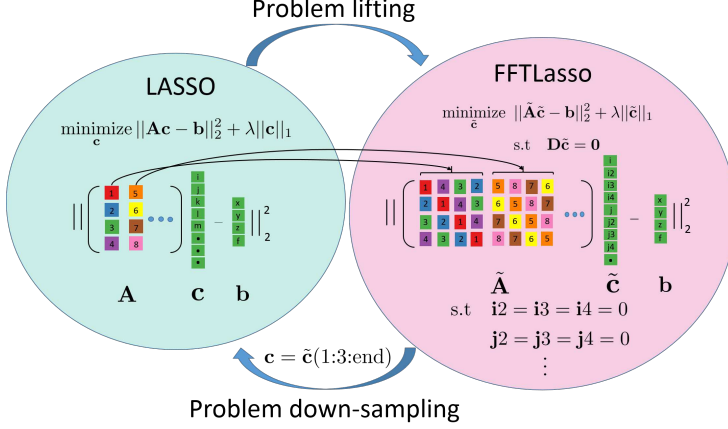 Problem lifting
LASSO
minimize ||Ac − b||₂² + λ||c||₁
c
1 5
2 6
3 7
4 8
i
j
k
l
m
x
y
z
f
|| ( ... ) − ||₂²
A c b
FFTLasso
minimize ||Ãc̃ − b||₂² + λ||c̃||₁
c̃
s.t Dc̃ = 0
1 4 3 2 5 8 7 6
2 1 4 3 6 5 8 7
3 2 1 4 7 6 5 8
4 3 2 1 8 7 6 5
i
i2
i3
i4
j
j2
j3
j4
x
y
z
f
|| ( ... ) − ||₂²
Ã c̃ b
s.t i2 = i3 = i4 = 0
j2 = j3 = j4 = 0
⋮
c = c̃(1:3:end)
Problem down-sampling